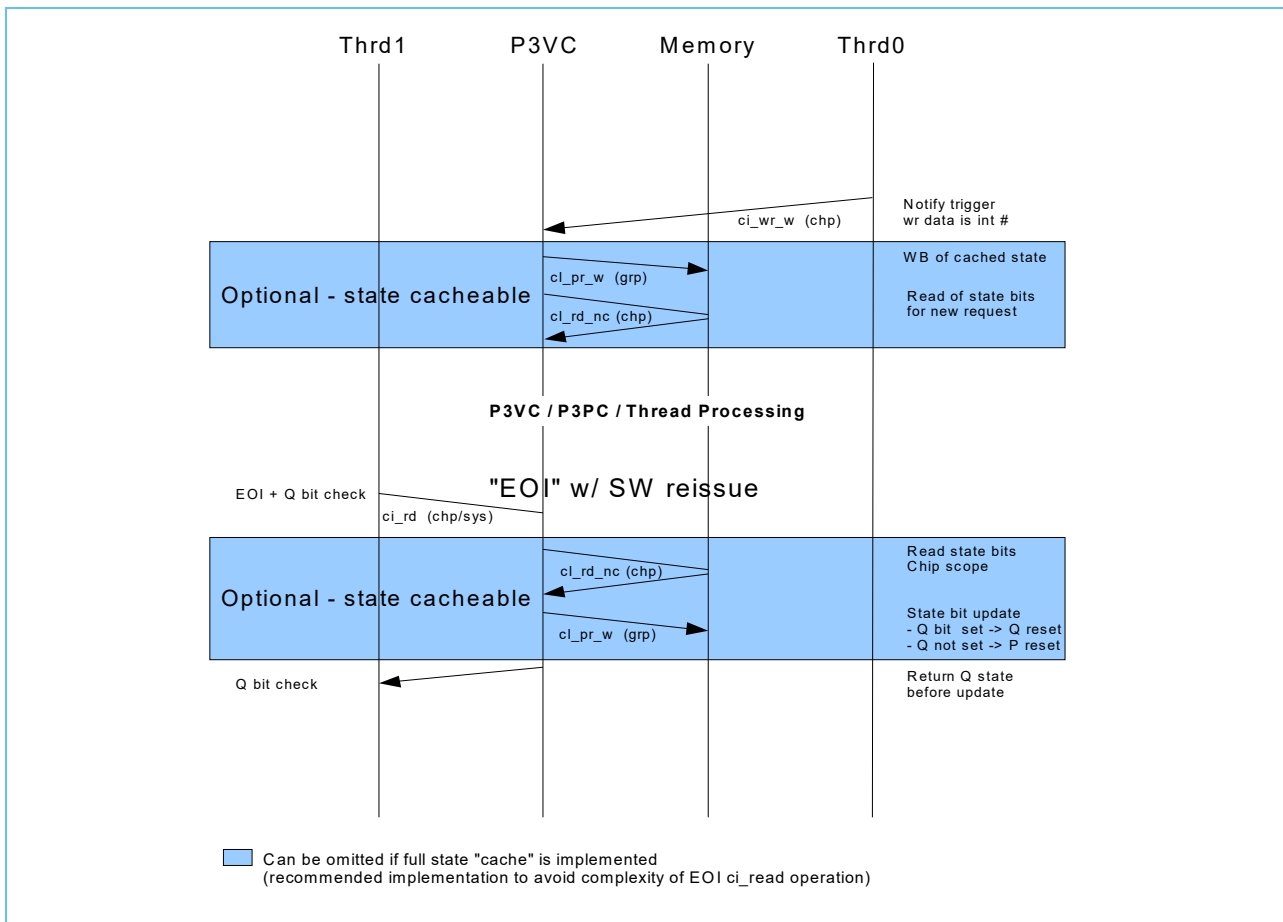 Thrd1 P3VC Memory Thrd0
Notify trigger
wr data is int #
ci_wr_w (chp)
WB of cached state
cl_pr_w (grp)
Optional - state cacheable
Read of state bits
for new request
cl_rd_nc (chp)
P3VC / P3PC / Thread Processing
"EOI" w/ SW reissue
EOI + Q bit check
ci_rd (chp/sys)
Read state bits
Chip scope
cl_rd_nc (chp)
Optional - state cacheable
State bit update
- Q bit set -> Q reset
- Q not set -> P reset
cl_pr_w (grp)
Q bit check
Return Q state
before update
Can be omitted if full state "cache" is implemented
(recommended implementation to avoid complexity of EOI ci_read operation)